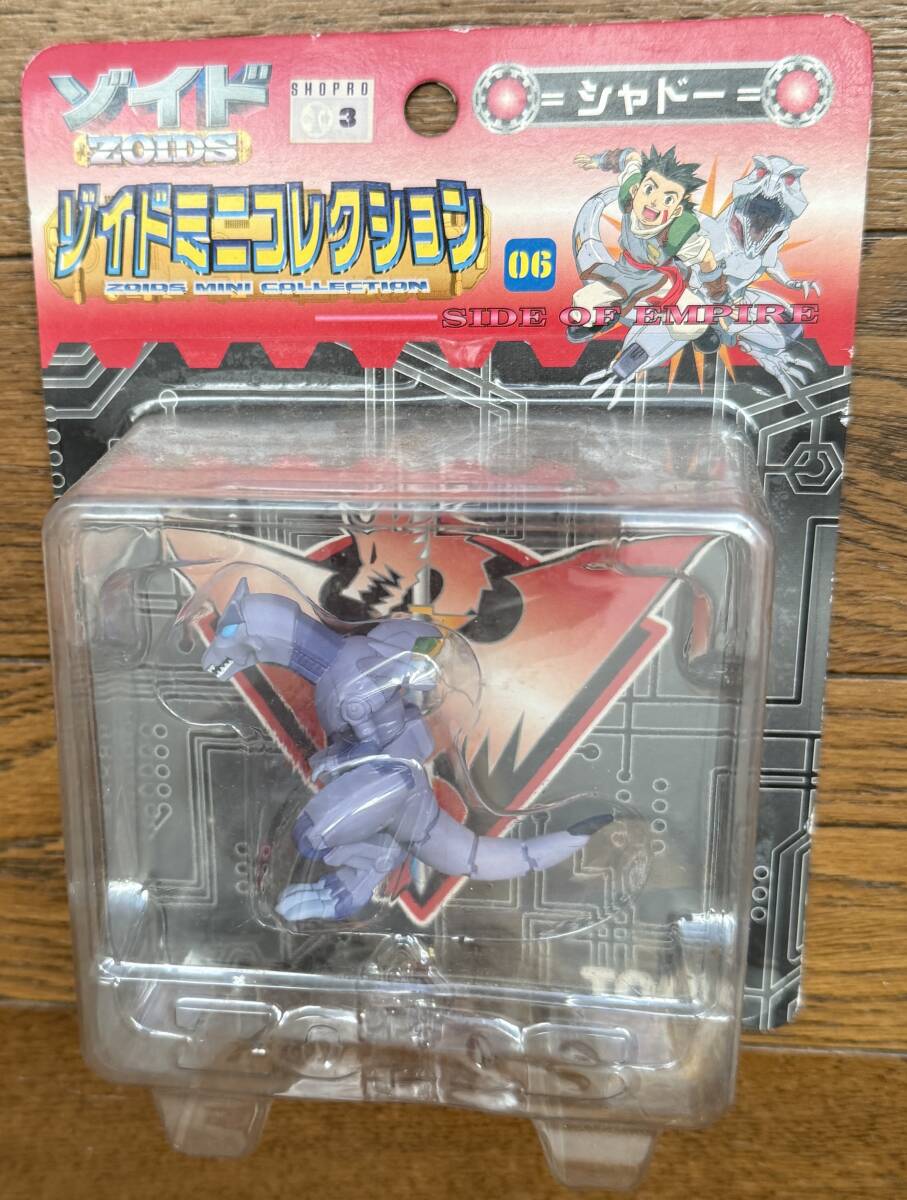 ゾイド
ZOIDS
SHOPRO
3
=シャドー=
ゾイドミニコレクション
ZOIDS MINI COLLECTION
06
SIDE OF EMPIRE
ZOIDS